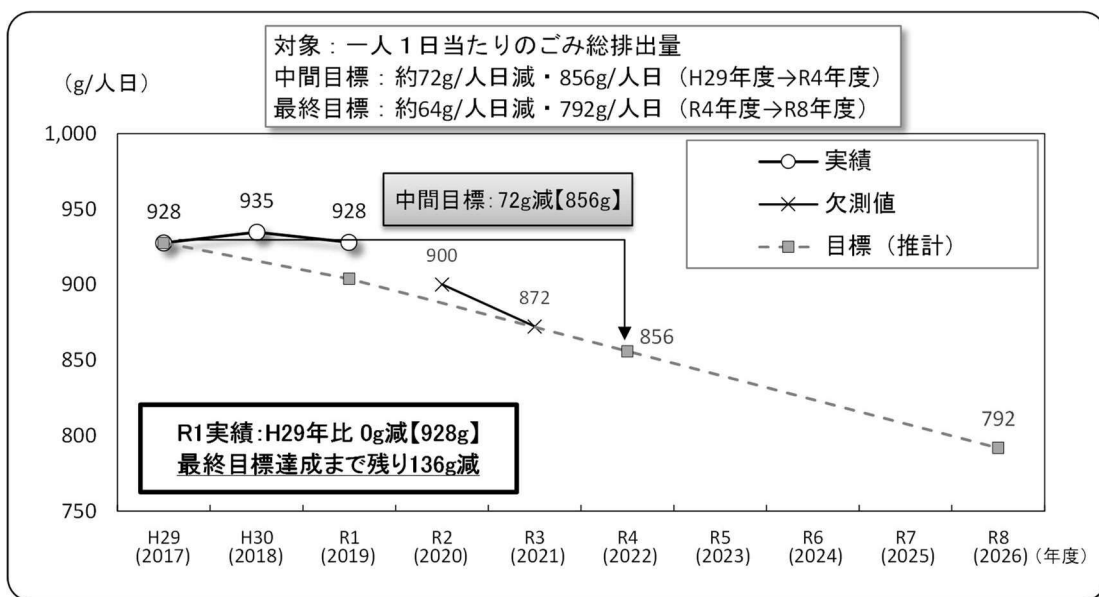 対象：一人１日当たりのごみ総排出量
中間目標：約72g/人日減・856g/人日（H29年度→R4年度）
最終目標：約64g/人日減・792g/人日（R4年度→R8年度）
(g/人日)
1,000
950
900
850
800
750
実績
欠測値
目標（推計）
中間目標：72g減【856g】
928
935
928
900
872
856
792
R1実績：H29年比 0g減【928g】
最終目標達成まで残り136g減
H29 H30 R1 R2 R3 R4 R5 R6 R7 R8
(2017) (2018) (2019) (2020) (2021) (2022) (2023) (2024) (2025) (2026)（年度）